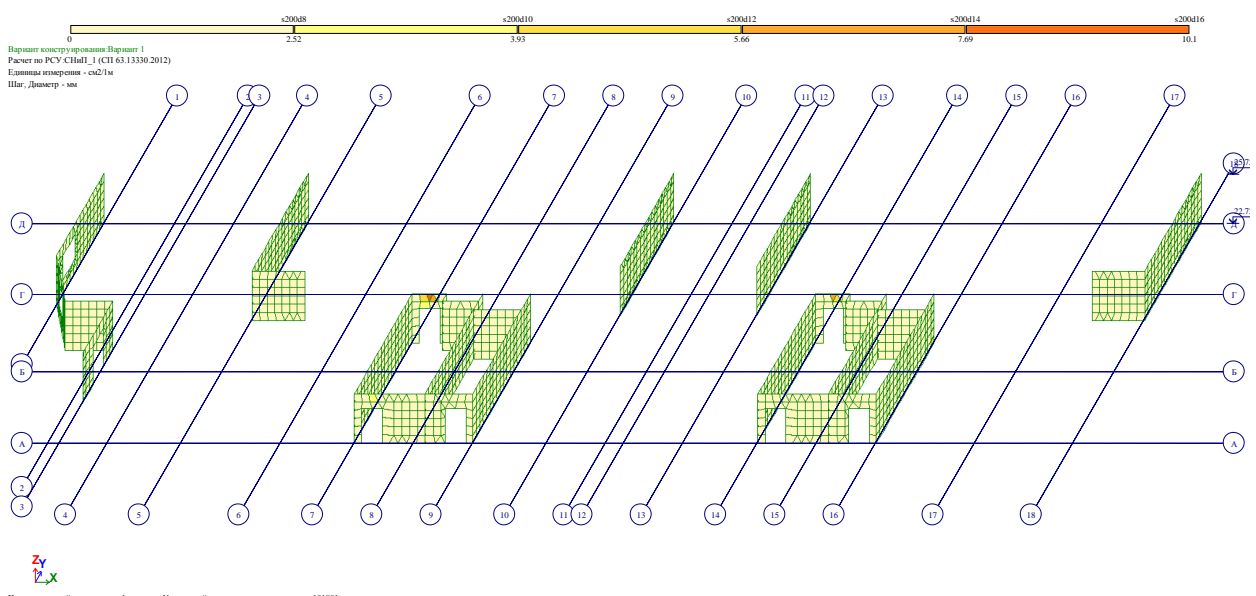 s200d8 s200d10 s200d12 s200d14 s200d16
0 2.52 3.93 5.66 7.69 10.1
Вариант конструирования:Вариант 1
Расчет по РСУ:СНиП_1 (СП 63.13330.2012)
Единицы измерения - см2/1м
Шаг, Диаметр - мм
1 2 3 4 5 6 7 8 9 10 11 12 13 14 15 16 17
Д
Г Г
Б Б
А А
2
3 4 5 6 7 8 9 10 11 12 13 14 15 16 17 18
Z Y
X